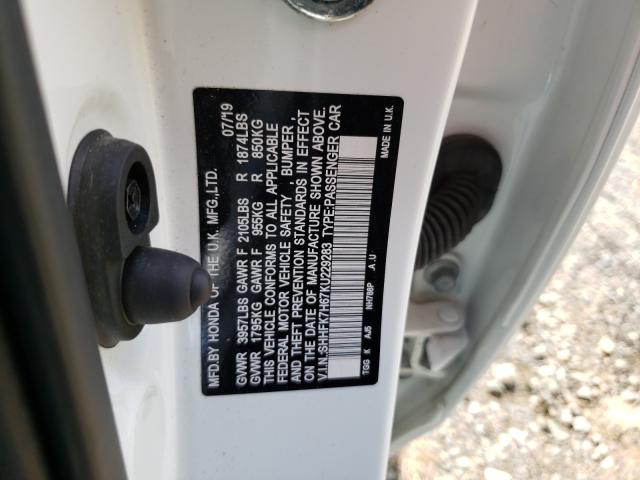 MFD.BY HONDA OF THE U.K. MFG.,LTD. 07/19
GVWR 3957LBS GAWR F 2105LBS R 1874LBS
GVWR 1795KG GAWR F 955KG R 850KG
THIS VEHICLE CONFORMS TO ALL APPLICABLE
FEDERAL MOTOR VEHICLE SAFETY , BUMPER ,
AND THEFT PREVENTION STANDARDS IN EFFECT
ON THE DATE OF MANUFACTURE SHOWN ABOVE.
V.I.N.:SHHFK7H67KU229283 TYPE:PASSENGER CAR
TGG K AJ5 NH788P A U MADE IN U.K.